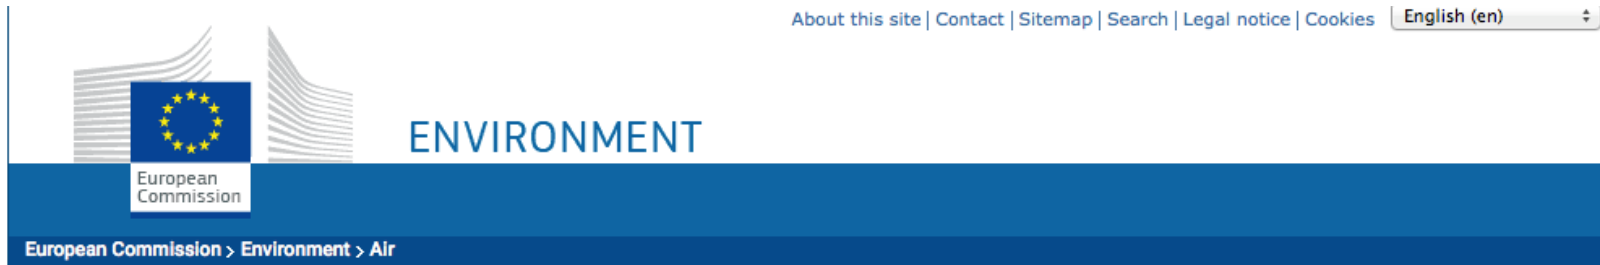 About this site | Contact | Sitemap | Search | Legal notice | Cookies English (en)
ENVIRONMENT
European
Commission
European Commission > Environment > Air